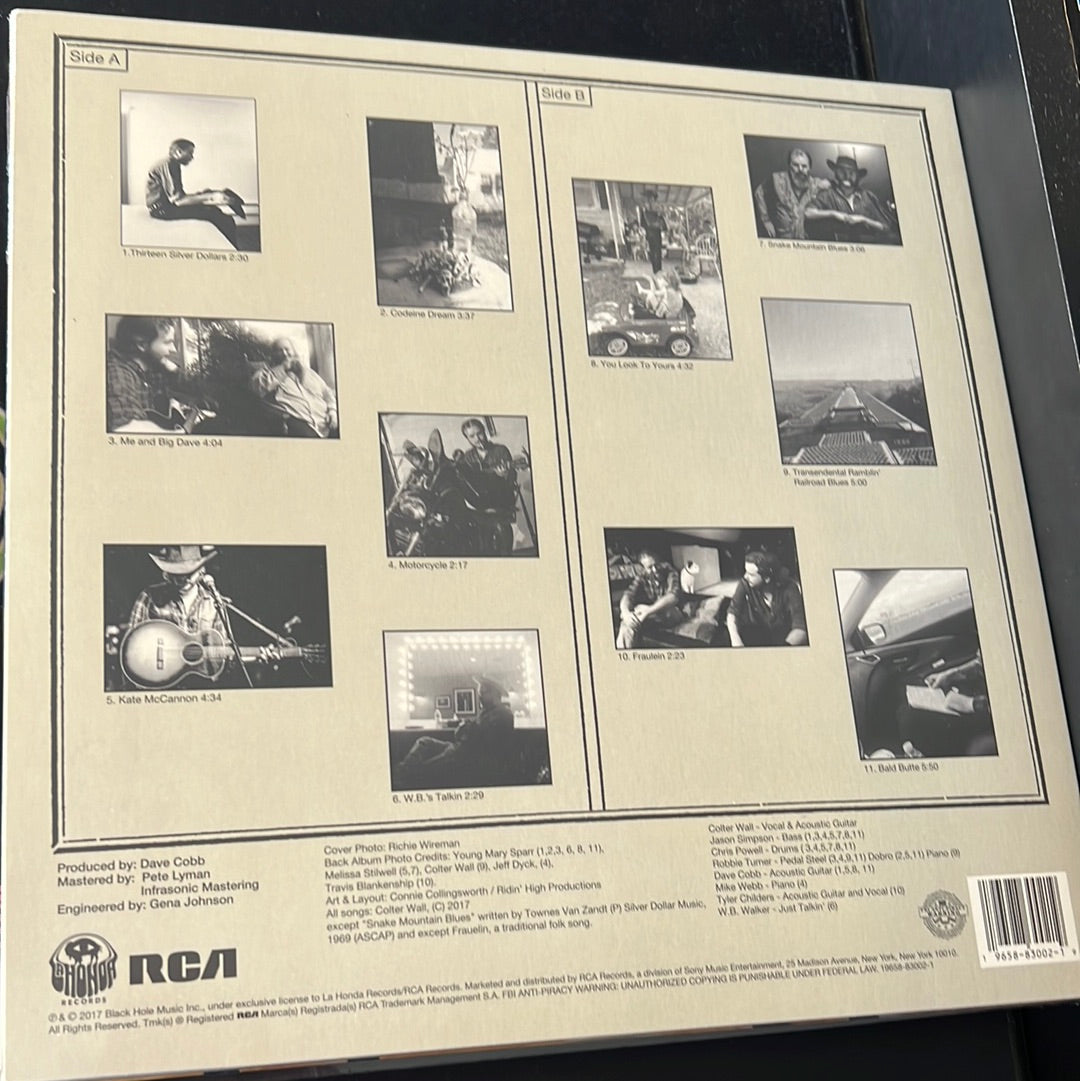 Side A
1.Thirteen Silver Dollars 2:30
2. Codeine Dream 3:37
3. Me and Big Dave 4:04
4. Motorcycle 2:17
5. Kate McCannon 4:34
6. W.B.'s Talkin 2:29
Side B
7. Snake Mountain Blues 3:06
8. You Look To Yours 4:32
9. Transendental Ramblin'
Railroad Blues 5:00
10. Fraulein 2:23
11. Bald Butte 5:50
Produced by: Dave Cobb
Mastered by: Pete Lyman
Infrasonic Mastering
Engineered by: Gena Johnson
Cover Photo: Richie Wireman
Back Album Photo Credits: Young Mary Sparr (1,2,3, 6, 8, 11),
Melissa Stilwell (5,7), Colter Wall (9), Jeff Dyck, (4),
Travis Blankenship (10).
Art & Layout: Connie Collingsworth / Ridin' High Productions
All songs: Colter Wall, (C) 2017
except "Snake Mountain Blues" written by Townes Van Zandt (P) Silver Dollar Music,
1969 (ASCAP) and except Frauelin, a traditional folk song.
Colter Wall - Vocal & Acoustic Guitar
Jason Simpson - Bass (1,3,4,5,7,8,11)
Chris Powell - Drums (3,4,5,7,8,11)
Robbie Turner - Pedal Steel (3,4,9,11) Dobro (2,5,11) Piano (9)
Dave Cobb - Acoustic Guitar (1,5,8, 11)
Mike Webb - Piano (4)
Tyler Childers - Acoustic Guitar and Vocal (10)
W.B. Walker - Just Talkin' (6)
LA HONDA
RECORDS
RCA
9658-83002-1
℗ & © 2017 Black Hole Music Inc., under exclusive license to La Honda Records/RCA Records. Marketed and distributed by RCA Records, a division of Sony Music Entertainment, 25 Madison Avenue, New York, New York 10010.
All Rights Reserved. Tmk(s) ® Registered RCA Marca(s) Registrada(s) RCA Trademark Management S.A. FBI ANTI-PIRACY WARNING: UNAUTHORIZED COPYING IS PUNISHABLE UNDER FEDERAL LAW. 19658-83002-1